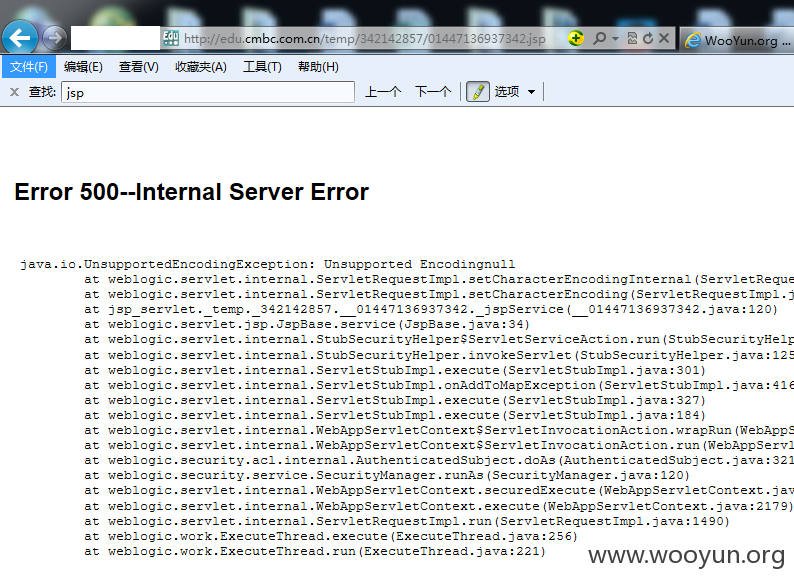 http://edu.cmbc.com.cn/temp/342142857/01447136937342.jsp
WooYun.org ...
文件(F) 编辑(E) 查看(V) 收藏夹(A) 工具(T) 帮助(H)
x 查找: jsp 上一个 下一个 选项
Error 500--Internal Server Error
java.io.UnsupportedEncodingException: Unsupported Encodingnull
at weblogic.servlet.internal.ServletRequestImpl.setCharacterEncodingInternal(ServletReque
at weblogic.servlet.internal.ServletRequestImpl.setCharacterEncoding(ServletRequestImpl.j
at jsp_servlet._temp._342142857.__01447136937342._jspService(__01447136937342.java:120)
at weblogic.servlet.jsp.JspBase.service(JspBase.java:34)
at weblogic.servlet.internal.StubSecurityHelper$ServletServiceAction.run(StubSecurityHelp
at weblogic.servlet.internal.StubSecurityHelper.invokeServlet(StubSecurityHelper.java:125
at weblogic.servlet.internal.ServletStubImpl.execute(ServletStubImpl.java:301)
at weblogic.servlet.internal.ServletStubImpl.onAddToMapException(ServletStubImpl.java:416
at weblogic.servlet.internal.ServletStubImpl.execute(ServletStubImpl.java:327)
at weblogic.servlet.internal.ServletStubImpl.execute(ServletStubImpl.java:184)
at weblogic.servlet.internal.WebAppServletContext$ServletInvocationAction.wrapRun(WebAppS
at weblogic.servlet.internal.WebAppServletContext$ServletInvocationAction.run(WebAppServl
at weblogic.security.acl.internal.AuthenticatedSubject.doAs(AuthenticatedSubject.java:321
at weblogic.security.service.SecurityManager.runAs(SecurityManager.java:120)
at weblogic.servlet.internal.WebAppServletContext.securedExecute(WebAppServletContext.jav
at weblogic.servlet.internal.WebAppServletContext.execute(WebAppServletContext.java:2179)
at weblogic.servlet.internal.ServletRequestImpl.run(ServletRequestImpl.java:1490)
at weblogic.work.ExecuteThread.execute(ExecuteThread.java:256)
at weblogic.work.ExecuteThread.run(ExecuteThread.java:221)
www.wooyun.org